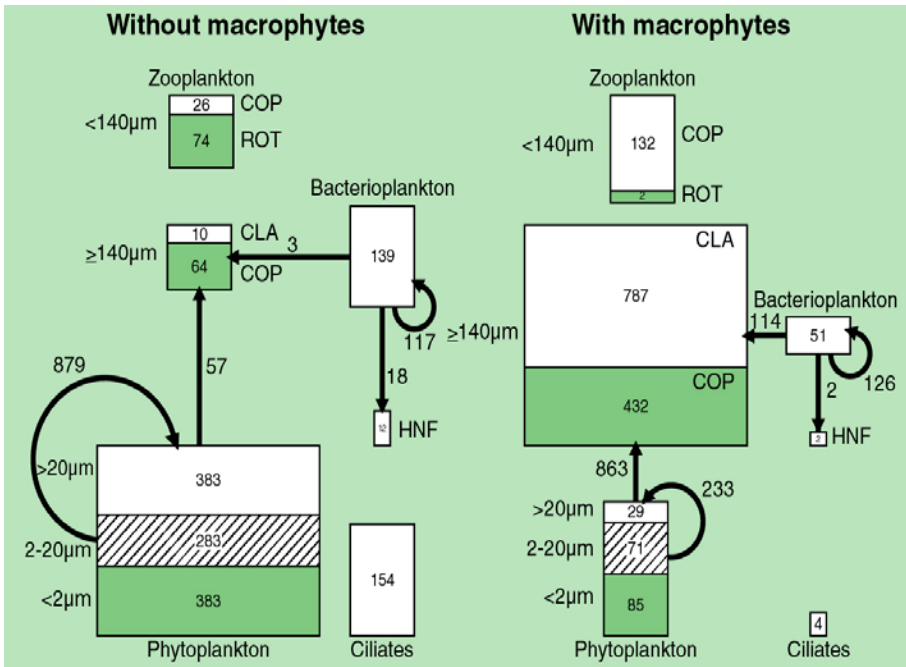 Without macrophytes
Zooplankton
<140µm
26
COP
74
ROT
Bacterioplankton
≥140µm
10
CLA
64
COP
3
139
117
18
HNF
57
879
>20µm
383
2-20µm
283
<2µm
383
Phytoplankton
154
Ciliates
With macrophytes
Zooplankton
<140µm
132
COP
2
ROT
≥140µm
CLA
787
COP
432
Bacterioplankton
114
51
126
2
2
HNF
863
233
>20µm
29
2-20µm
71
<2µm
85
Phytoplankton
4
Ciliates